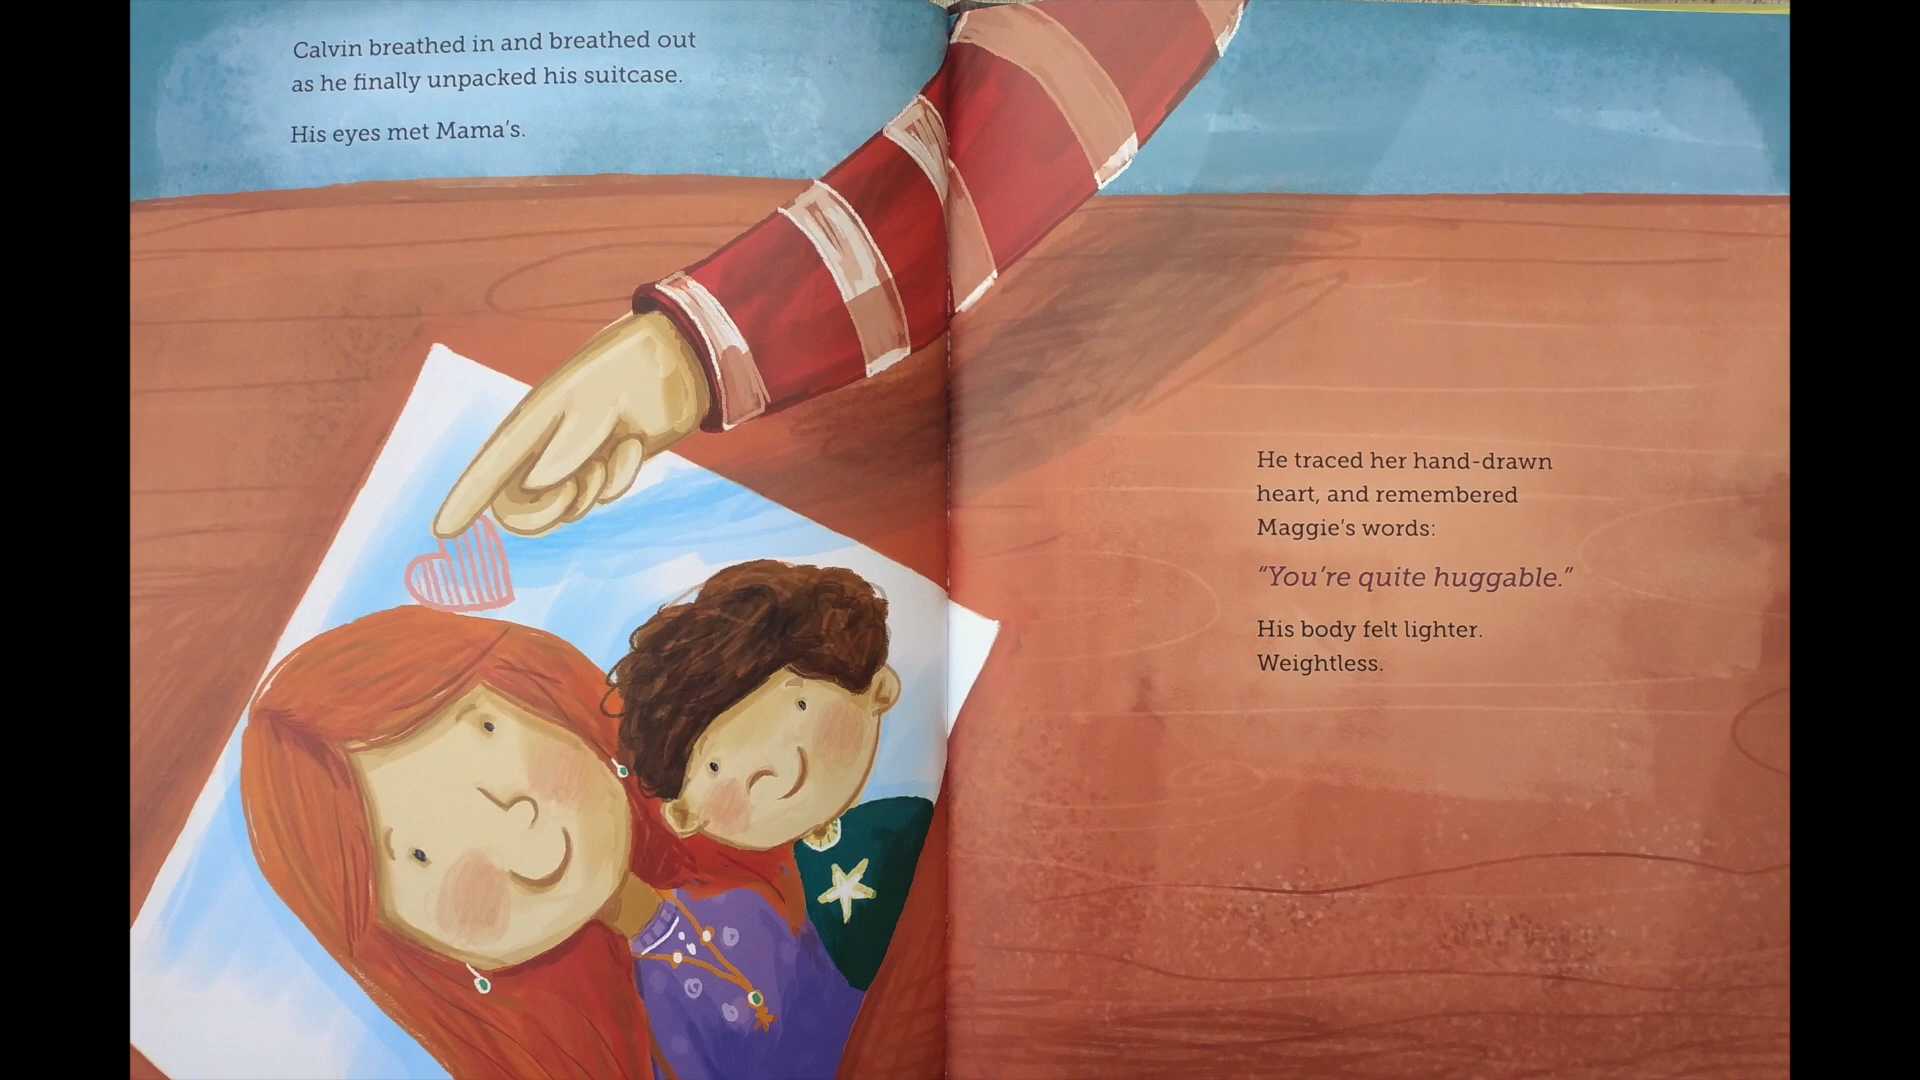 Calvin breathed in and breathed out
as he finally unpacked his suitcase.
His eyes met Mama's.
He traced her hand-drawn
heart, and remembered
Maggie's words:
"You're quite huggable."
His body felt lighter.
Weightless.